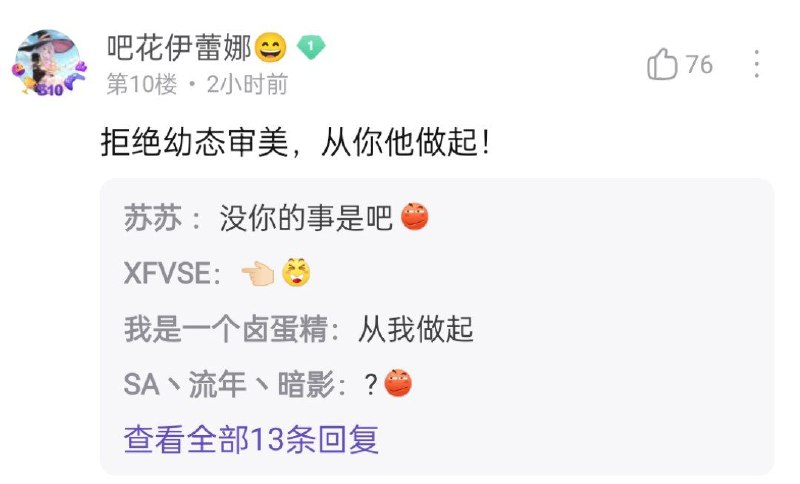 吧花伊蕾娜😄 1
第10楼 · 2小时前
76
S10
拒绝幼态审美，从你他做起！
苏苏：没你的事是吧
XFVSE：👈🏻
我是一个卤蛋精：从我做起
SA丶流年丶暗影：?
查看全部13条回复